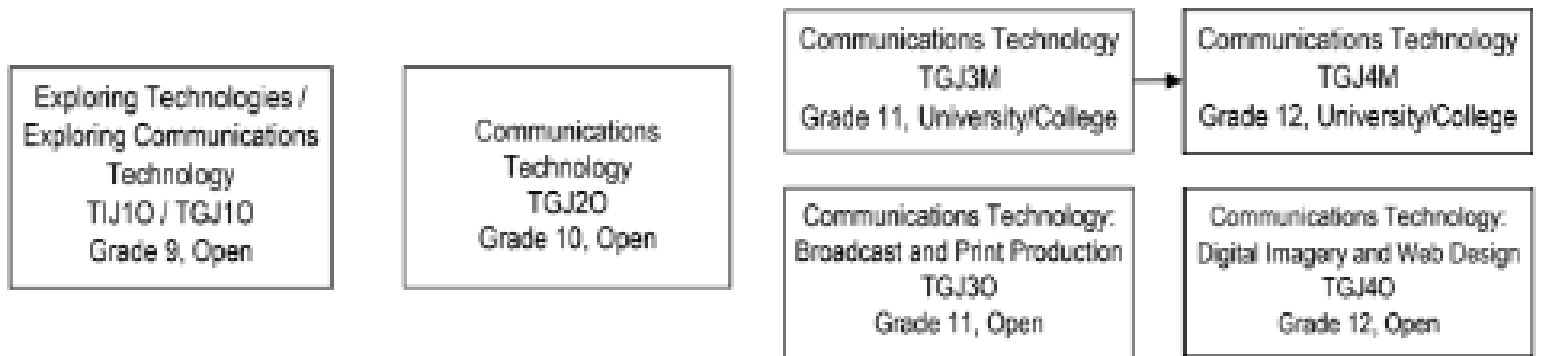 Exploring Technologies /
Exploring Communications
Technology
TIJ1O / TGJ1O
Grade 9, Open
Communications
Technology
TGJ2O
Grade 10, Open
Communications Technology
TGJ3M
Grade 11, University/College
Communications Technology
TGJ4M
Grade 12, University/College
Communications Technology:
Broadcast and Print Production
TGJ3O
Grade 11, Open
Communications Technology:
Digital Imagery and Web Design
TGJ4O
Grade 12, Open